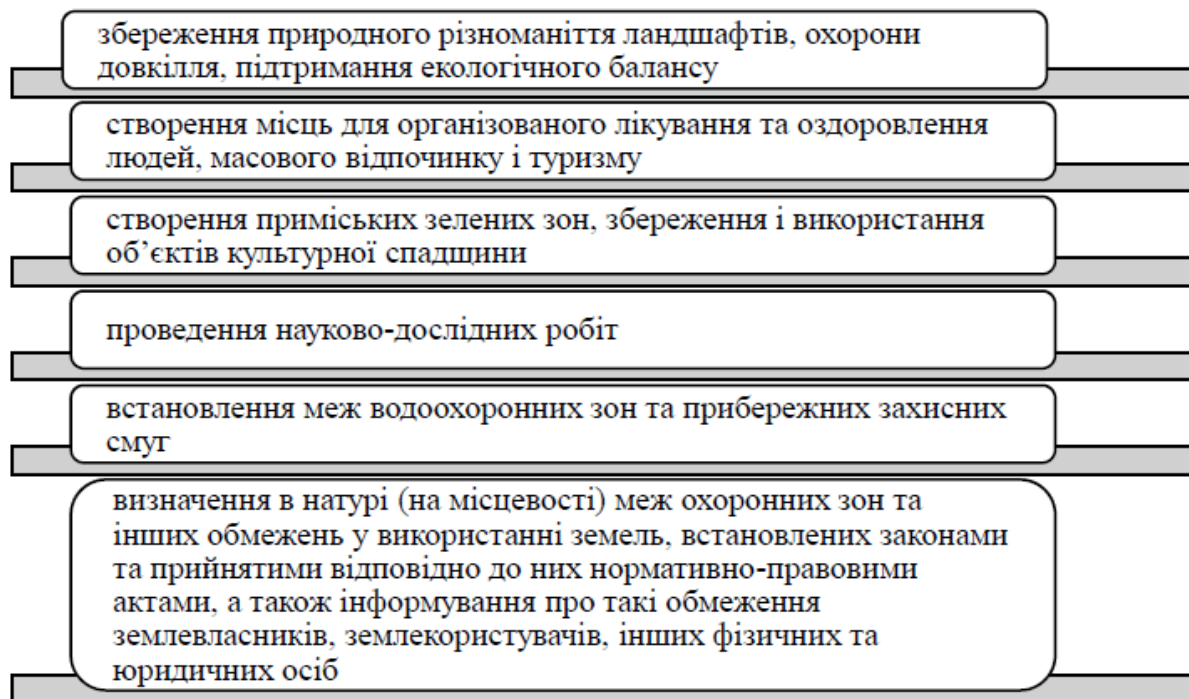 збереження природного різноманіття ландшафтів, охорони
довкілля, підтримання екологічного балансу
створення місць для організованого лікування та оздоровлення
людей, масового відпочинку і туризму
створення приміських зелених зон, збереження і використання
об’єктів культурної спадщини
проведення науково-дослідних робіт
встановлення меж водоохоронних зон та прибережних захисних
смуг
визначення в натурі (на місцевості) меж охоронних зон та
інших обмежень у використанні земель, встановлених законами
та прийнятими відповідно до них нормативно-правовими
актами, а також інформування про такі обмеження
землевласників, землекористувачів, інших фізичних та
юридичних осіб